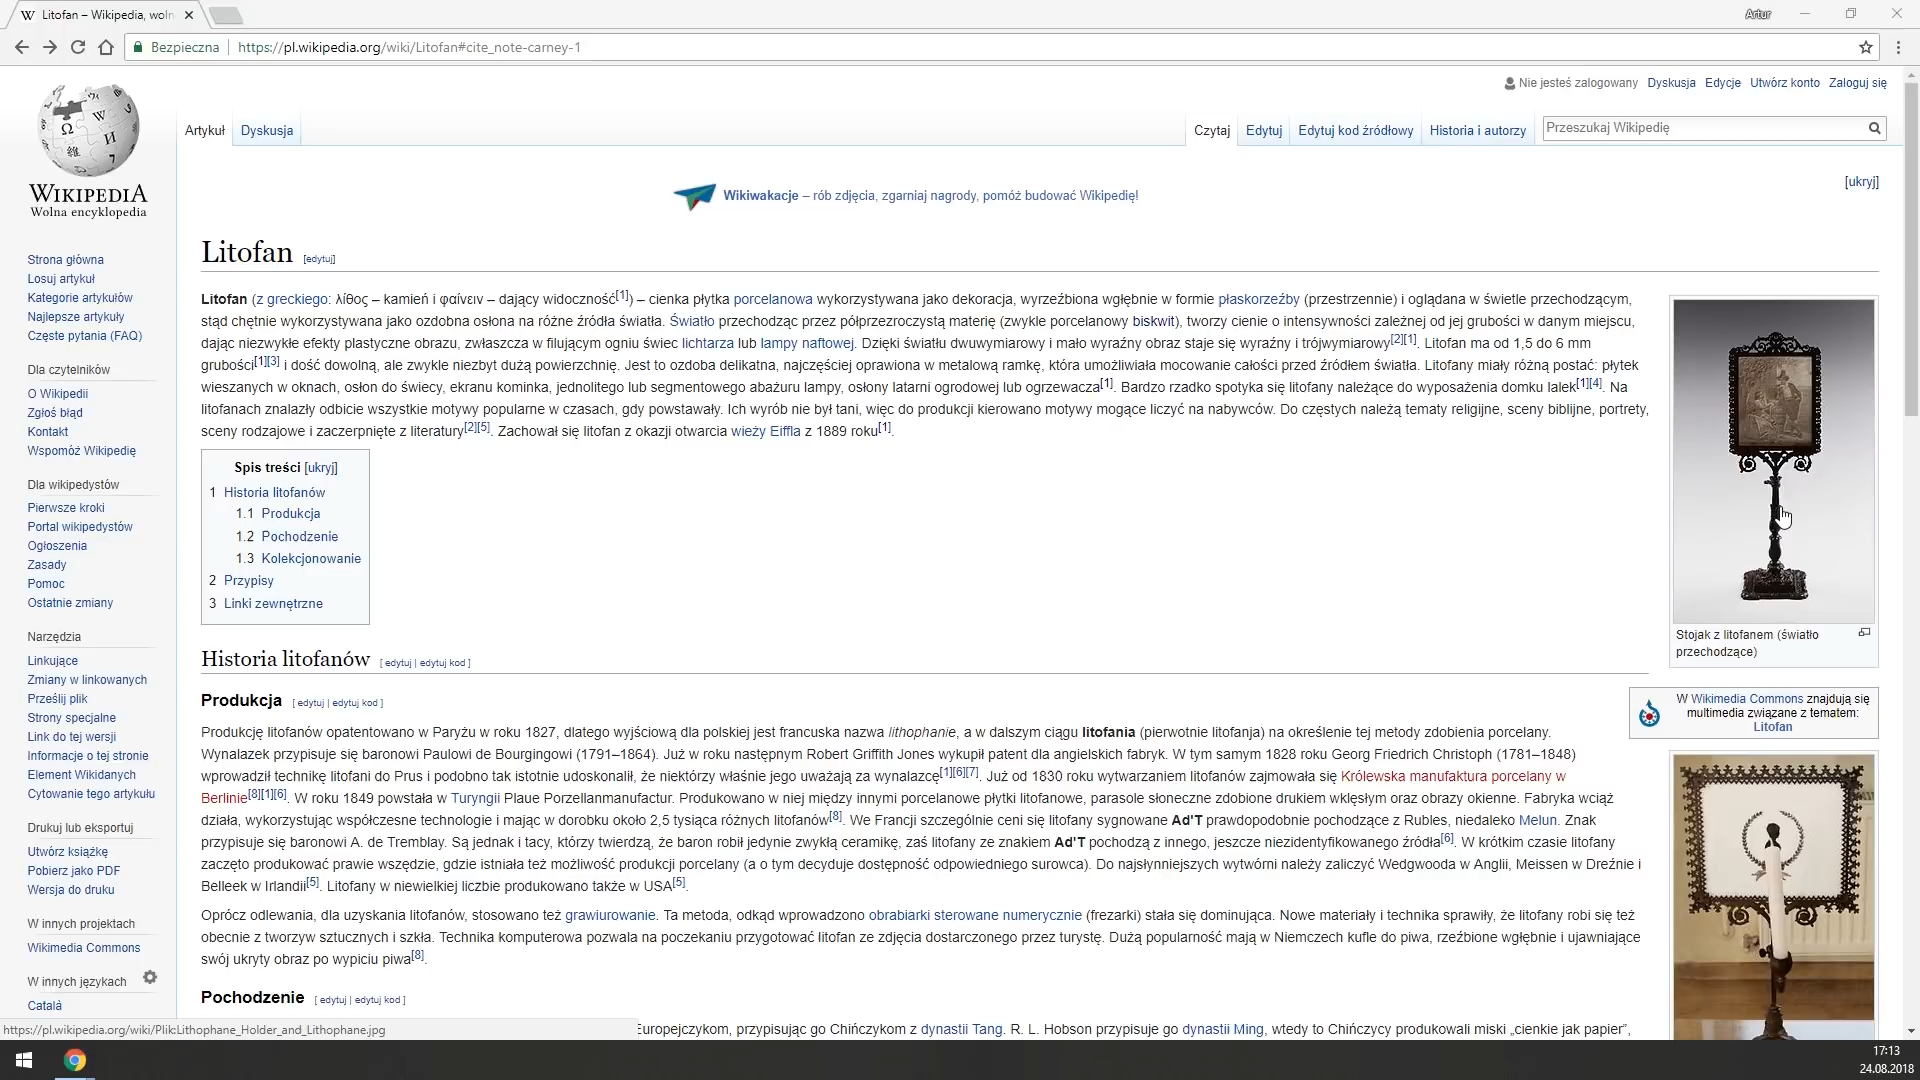 Litofan – Wikipedia, woln
Artur
Bezpieczna
https://pl.wikipedia.org/wiki/Litofan#cite_note-carney-1
Nie jesteś zalogowany Dyskusja Edycje Utwórz konto Zaloguj się
Artykuł Dyskusja
Czytaj Edytuj Edytuj kod źródłowy Historia i autorzy
Przeszukaj Wikipedię
WIKIPEDIA
Wolna encyklopedia
Strona główna
Losuj artykuł
Kategorie artykułów
Najlepsze artykuły
Częste pytania (FAQ)
Dla czytelników
O Wikipedii
Zgłoś błąd
Kontakt
Wspomóż Wikipedię
Dla wikipedystów
Pierwsze kroki
Portal wikipedystów
Ogłoszenia
Zasady
Pomoc
Ostatnie zmiany
Narzędzia
Linkujące
Zmiany w linkowanych
Prześlij plik
Strony specjalne
Link do tej wersji
Informacje o tej stronie
Element Wikidanych
Cytowanie tego artykułu
Drukuj lub eksportuj
Utwórz książkę
Pobierz jako PDF
Wersja do druku
W innych projektach
Wikimedia Commons
W innych językach
Català
Wikiwakacje – rób zdjęcia, zgarniaj nagrody, pomóż budować Wikipedię!
[ukryj]
Litofan [edytuj]
Litofan (z greckiego: λίθος – kamień i φαίνειν – dający widoczność[1]) – cienka płytka porcelanowa wykorzystywana jako dekoracja, wyrzeźbiona wgłębnie w formie płaskorzeźby (przestrzennie) i oglądana w świetle przechodzącym,
stąd chętnie wykorzystywana jako ozdobna osłona na różne źródła światła. Światło przechodząc przez półprzezroczystą materię (zwykle porcelanowy biskwit), tworzy cienie o intensywności zależnej od jej grubości w danym miejscu,
dając niezwykłe efekty plastyczne obrazu, zwłaszcza w filującym ogniu świec lichtarza lub lampy naftowej. Dzięki światłu dwuwymiarowy i mało wyraźny obraz staje się wyraźny i trójwymiarowy[2][1]. Litofan ma od 1,5 do 6 mm
grubości[1][3] i dość dowolną, ale zwykle niezbyt dużą powierzchnię. Jest to ozdoba delikatna, najczęściej oprawiona w metalową ramkę, która umożliwiała mocowanie całości przed źródłem światła. Litofany miały różną postać: płytek
wieszanych w oknach, osłon do świecy, ekranu kominka, jednolitego lub segmentowego abażuru lampy, osłony latarni ogrodowej lub ogrzewacza[1]. Bardzo rzadko spotyka się litofany należące do wyposażenia domku lalek[1][4]. Na
litofanach znalazły odbicie wszystkie motywy popularne w czasach, gdy powstawały. Ich wyrób nie był tani, więc do produkcji kierowano motywy mogące liczyć na nabywców. Do częstych należą tematy religijne, sceny biblijne, portrety,
sceny rodzajowe i zaczerpnięte z literatury[2][5]. Zachował się litofan z okazji otwarcia wieży Eiffla z 1889 roku[1].
Spis treści [ukryj]
1 Historia litofanów
1.1 Produkcja
1.2 Pochodzenie
1.3 Kolekcjonowanie
2 Przypisy
3 Linki zewnętrzne
Stojak z litofanem (światło
przechodzące)
Historia litofanów [ edytuj | edytuj kod ]
W Wikimedia Commons znajdują się
multimedia związane z tematem:
Litofan
Produkcja [ edytuj | edytuj kod ]
Produkcję litofanów opatentowano w Paryżu w roku 1827, dlatego wyjściową dla polskiej jest francuska nazwa lithophanie, a w dalszym ciągu litofania (pierwotnie litofanja) na określenie tej metody zdobienia porcelany.
Wynalazek przypisuje się baronowi Paulowi de Bourgingowi (1791–1864). Już w roku następnym Robert Griffith Jones wykupił patent dla angielskich fabryk. W tym samym 1828 roku Georg Friedrich Christoph (1781–1848)
wprowadził technikę litofanii do Prus i podobno tak istotnie udoskonalił, że niektórzy właśnie jego uważają za wynalazcę[1][6][7]. Już od 1830 roku wytwarzaniem litofanów zajmowała się Królewska manufaktura porcelany w
Berlinie[8][1][6]. W roku 1849 powstała w Turyngii Plaue Porzellanmanufactur. Produkowano w niej między innymi porcelanowe płytki litofanowe, parasole słoneczne zdobione drukiem wklęsłym oraz obrazy okienne. Fabryka wciąż
działa, wykorzystując współczesne technologie i mając w dorobku około 2,5 tysiąca różnych litofanów[8]. We Francji szczególnie ceni się litofany sygnowane Ad'T prawdopodobnie pochodzące z Rubles, niedaleko Melun. Znak
przypisuje się baronowi A. de Tremblay. Są jednak i tacy, którzy twierdzą, że baron robił jedynie zwykłą ceramikę, zaś litofany ze znakiem Ad'T pochodzą z innego, jeszcze niezidentyfikowanego źródła[6]. W krótkim czasie litofany
zaczęto produkować prawie wszędzie, gdzie istniała też możliwość produkcji porcelany (a o tym decyduje dostępność odpowiedniego surowca). Do najsłynniejszych wytwórni należy zaliczyć Wedgwooda w Anglii, Meissen w Dreźnie i
Belleek w Irlandii[5]. Litofany w niewielkiej liczbie produkowano także w USA[5].
Oprócz odlewania, dla uzyskania litofanów, stosowano też grawiurowanie. Ta metoda, odkąd wprowadzono obrabiarki sterowane numerycznie (frezarki) stała się dominująca. Nowe materiały i technika sprawiły, że litofany robi się też
obecnie z tworzyw sztucznych i szkła. Technika komputerowa pozwala na poczekaniu przygotować litofan ze zdjęcia dostarczonego przez turystę. Dużą popularność mają w Niemczech kufle do piwa, rzeźbione wgłębnie i ujawniające
swój ukryty obraz po wypiciu piwa[8].
Pochodzenie [ edytuj | edytuj kod ]
Europejczykom, przypisując go Chińczykom z dynastii Tang. R. L. Hobson przypisuje go dynastii Ming, wtedy to Chińczycy produkowali miski „cienkie jak papier”,
https://pl.wikipedia.org/wiki/Plik:Lithophane_Holder_and_Lithophane.jpg
17:13
24.08.2018